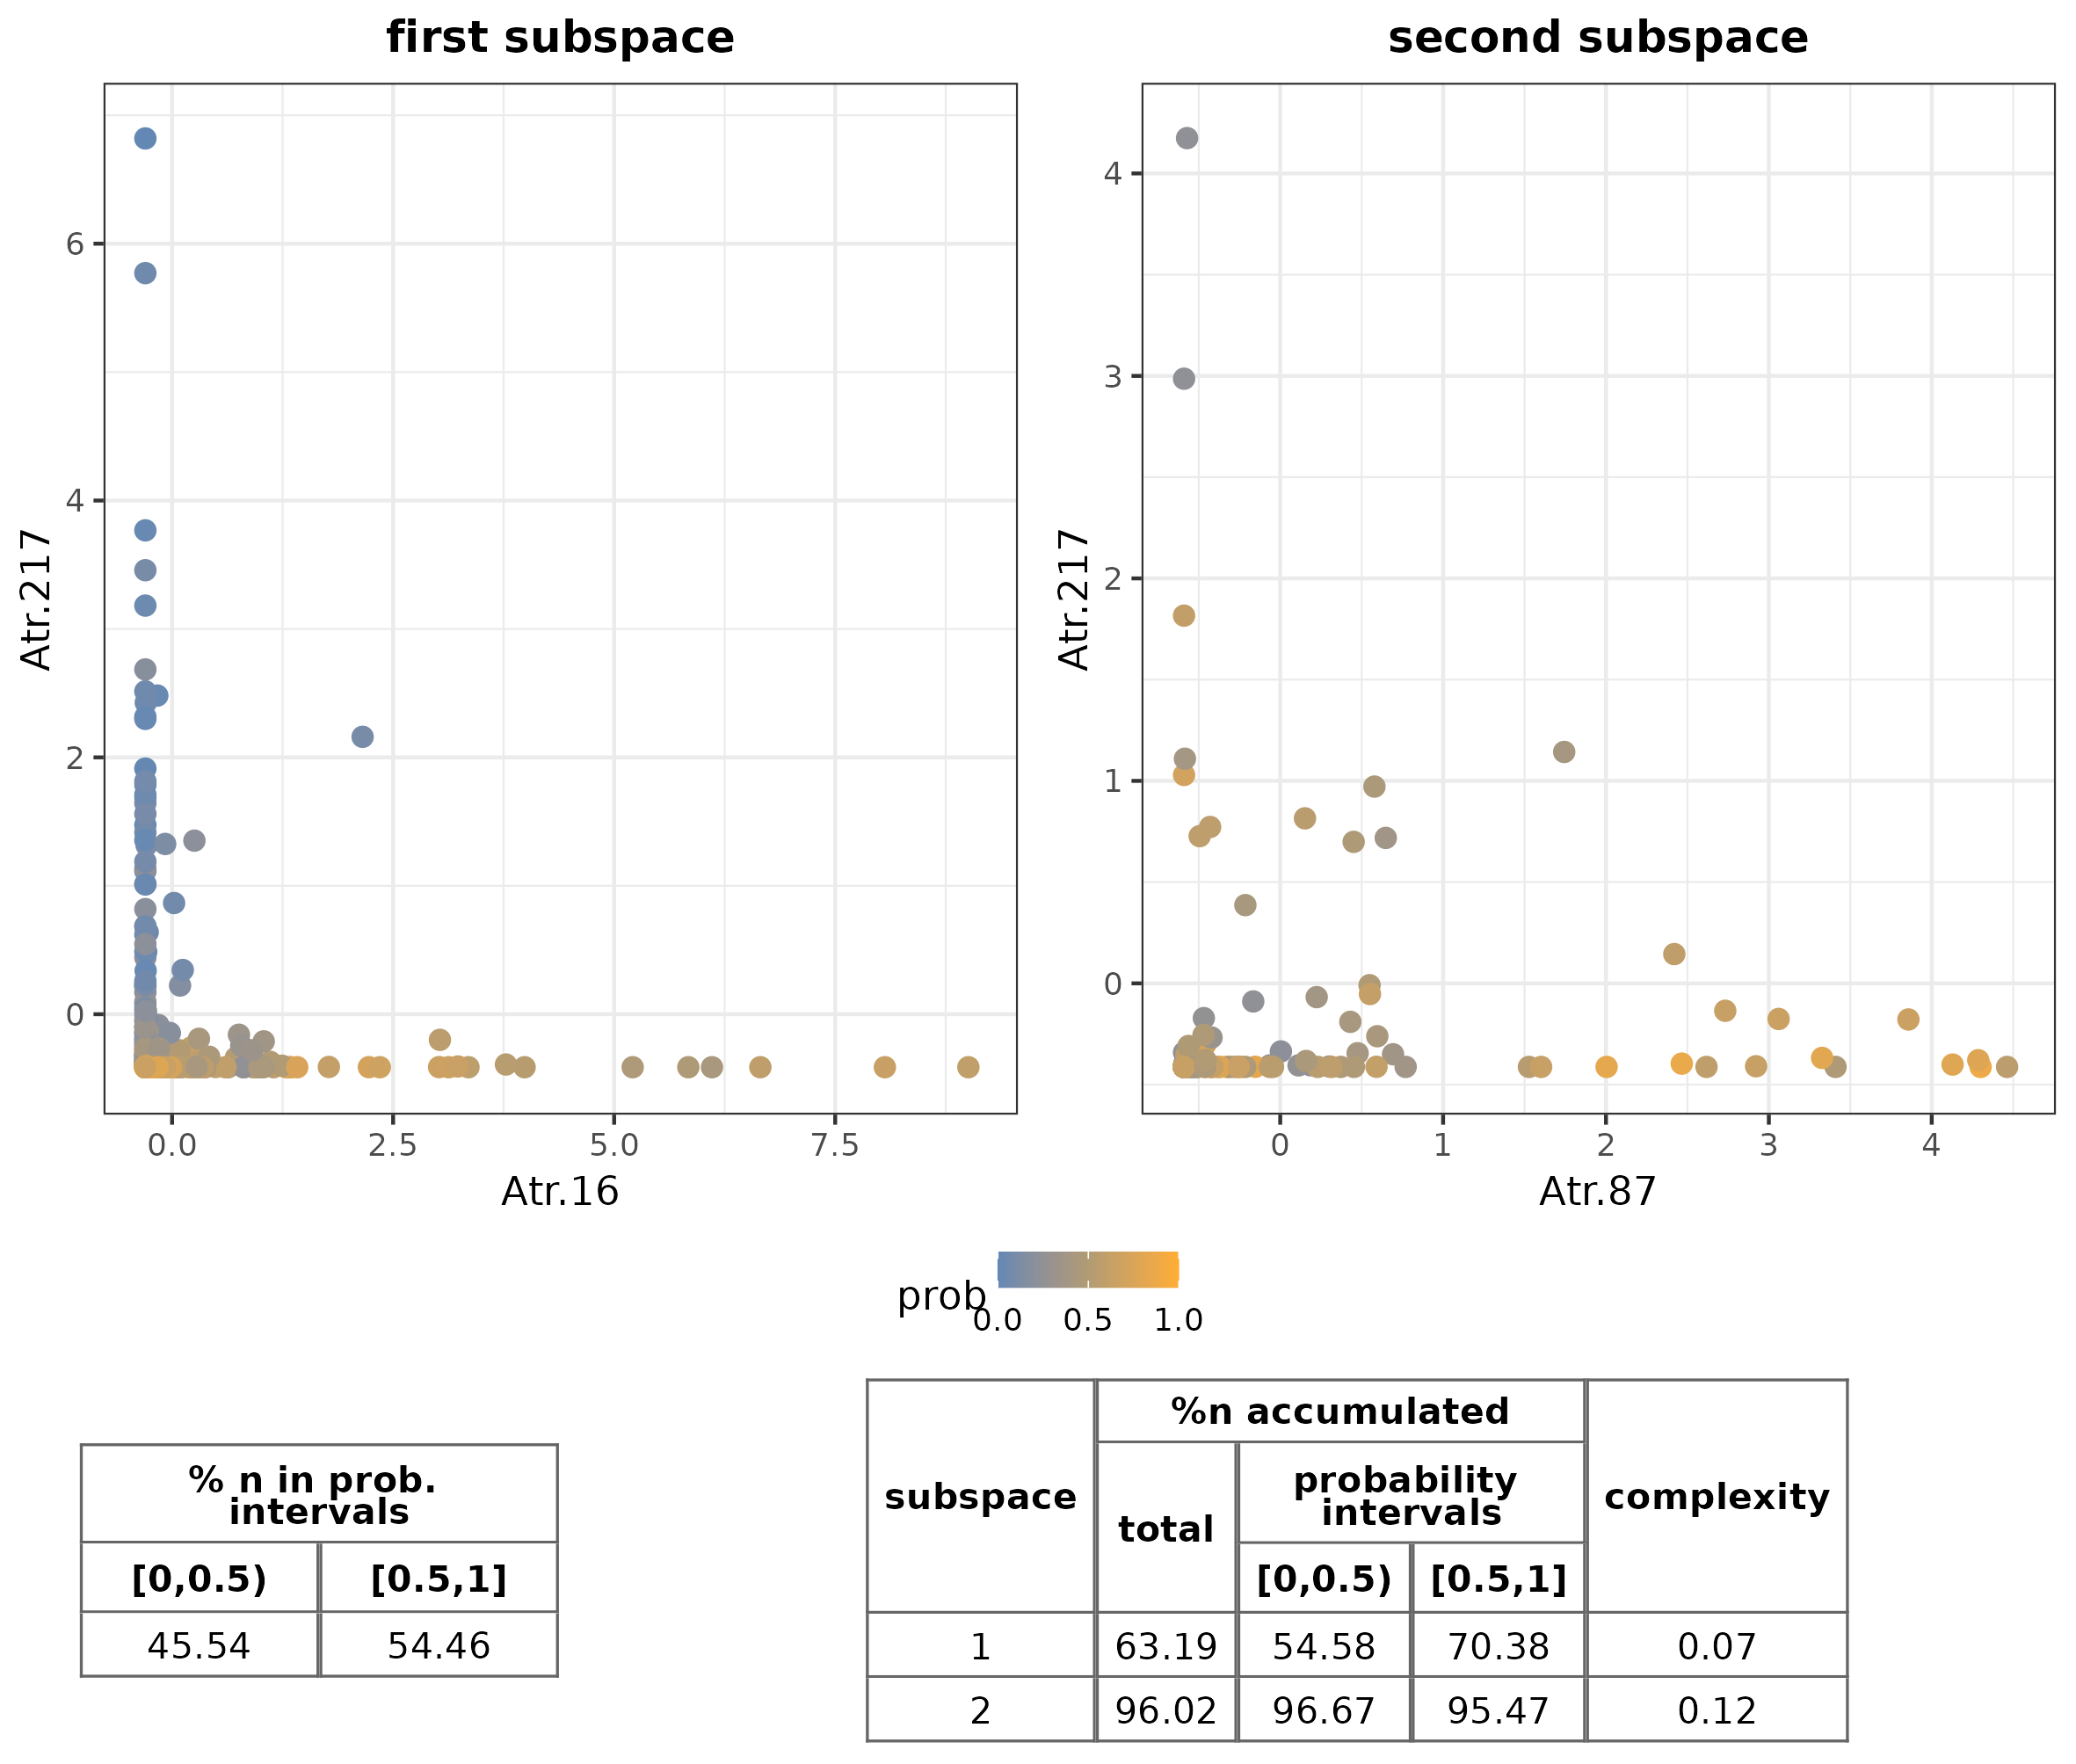 first subspace
second subspace
Atr.217
6
4
2
0
0.0 2.5 5.0 7.5
Atr.16
Atr.217
4
3
2
1
0
0 1 2 3 4
Atr.87
prob
0.0 0.5 1.0
% n in prob.
intervals
[0,0.5) [0.5,1]
45.54 54.46
%n accumulated
subspace
total
probability
intervals
complexity
[0,0.5) [0.5,1]
1 63.19 54.58 70.38 0.07
2 96.02 96.67 95.47 0.12